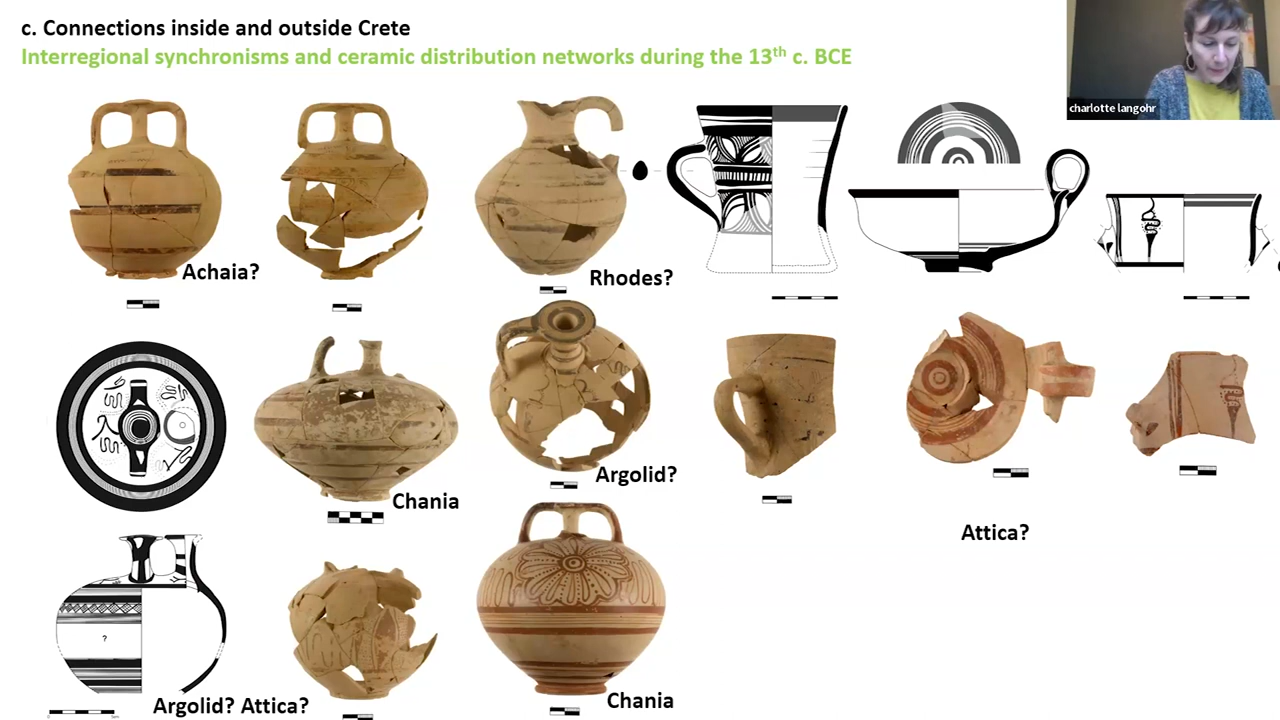 c. Connections inside and outside Crete
Interregional synchronisms and ceramic distribution networks during the 13th c. BCE
charlotte langohr
Achaia?
Rhodes?
Chania
Argolid?
Attica?
?
Argolid? Attica?
Chania